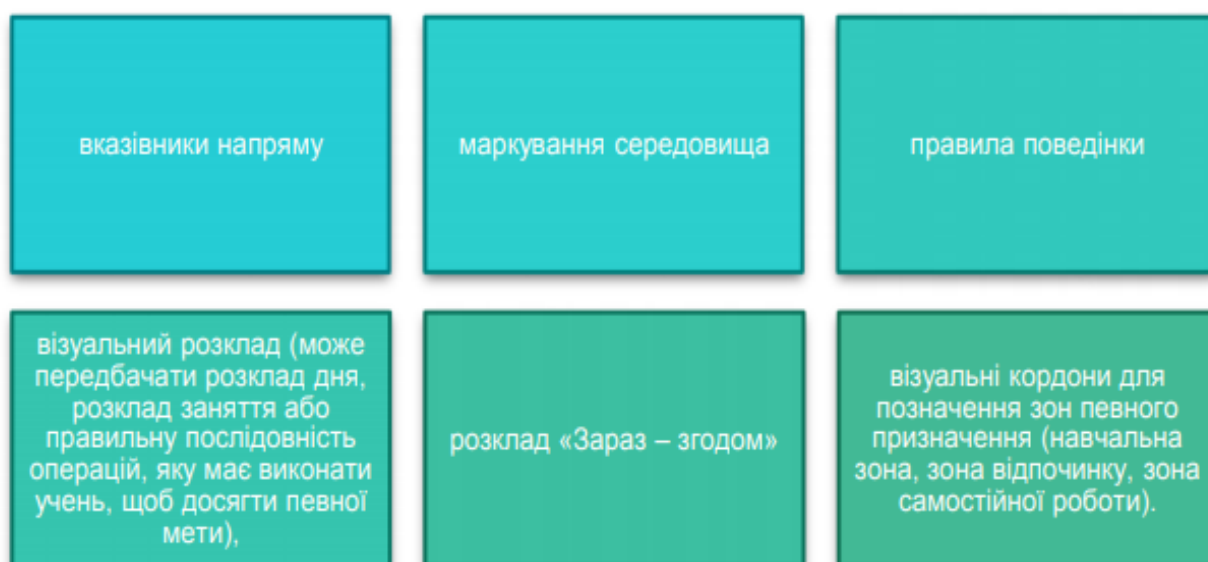 вказівники напряму
маркування середовища
правила поведінки
візуальний розклад (може
передбачати розклад дня,
розклад заняття або
правильну послідовність
операцій, яку має виконати
учень, щоб досягти певної
мети),
розклад «Зараз – згодом»
візуальні кордони для
позначення зон певного
призначення (навчальна
зона, зона відпочинку, зона
самостійної роботи).